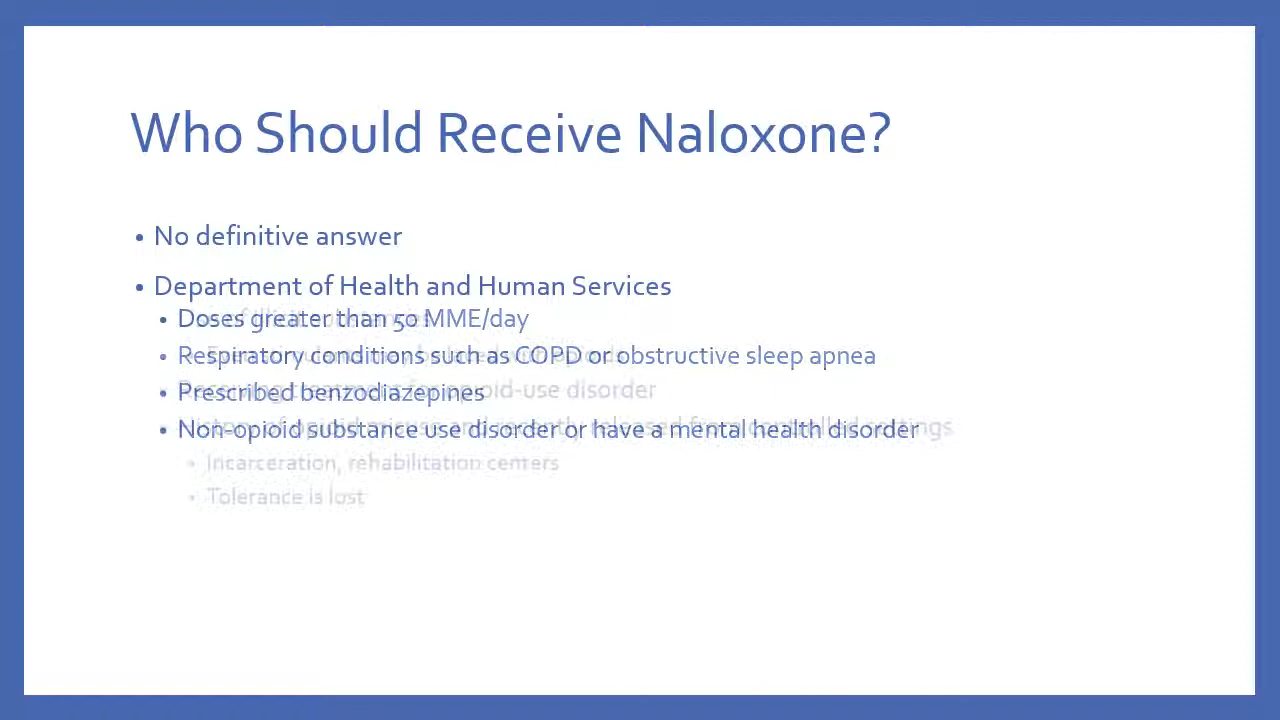 Who Should Receive Naloxone?
• No definitive answer
• Department of Health and Human Services
• Doses greater than 50 MME/day
• Respiratory conditions such as COPD or obstructive sleep apnea
• Prescribed benzodiazepines
• Non-opioid substance use disorder or have a mental health disorder
• Incarceration, rehabilitation centers
• Tolerance is lost